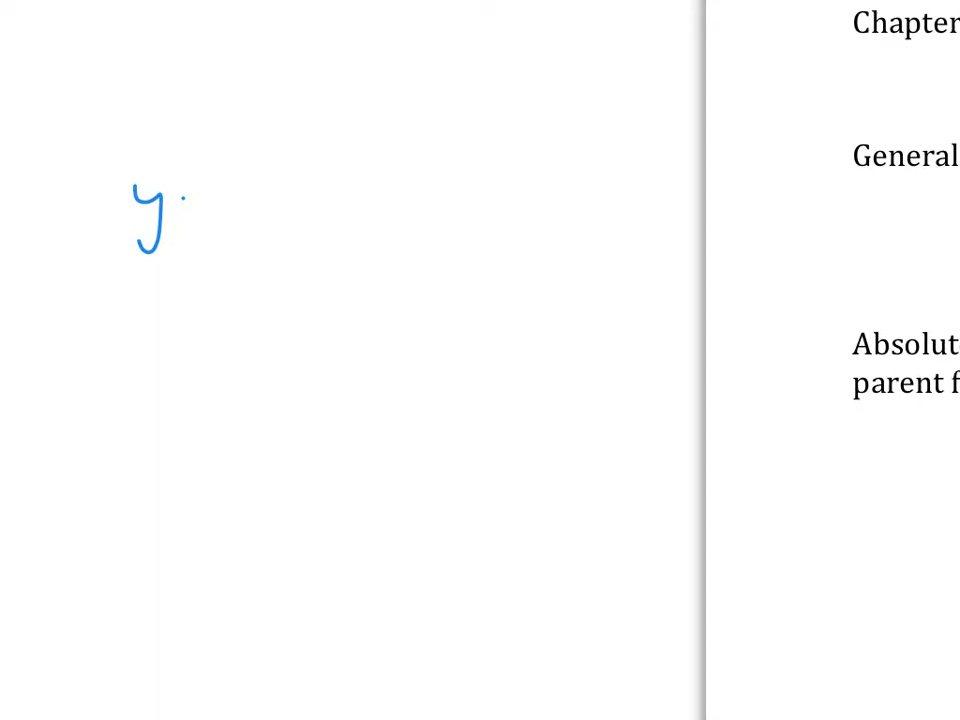 y
Chapter
General
Absolut
parent f